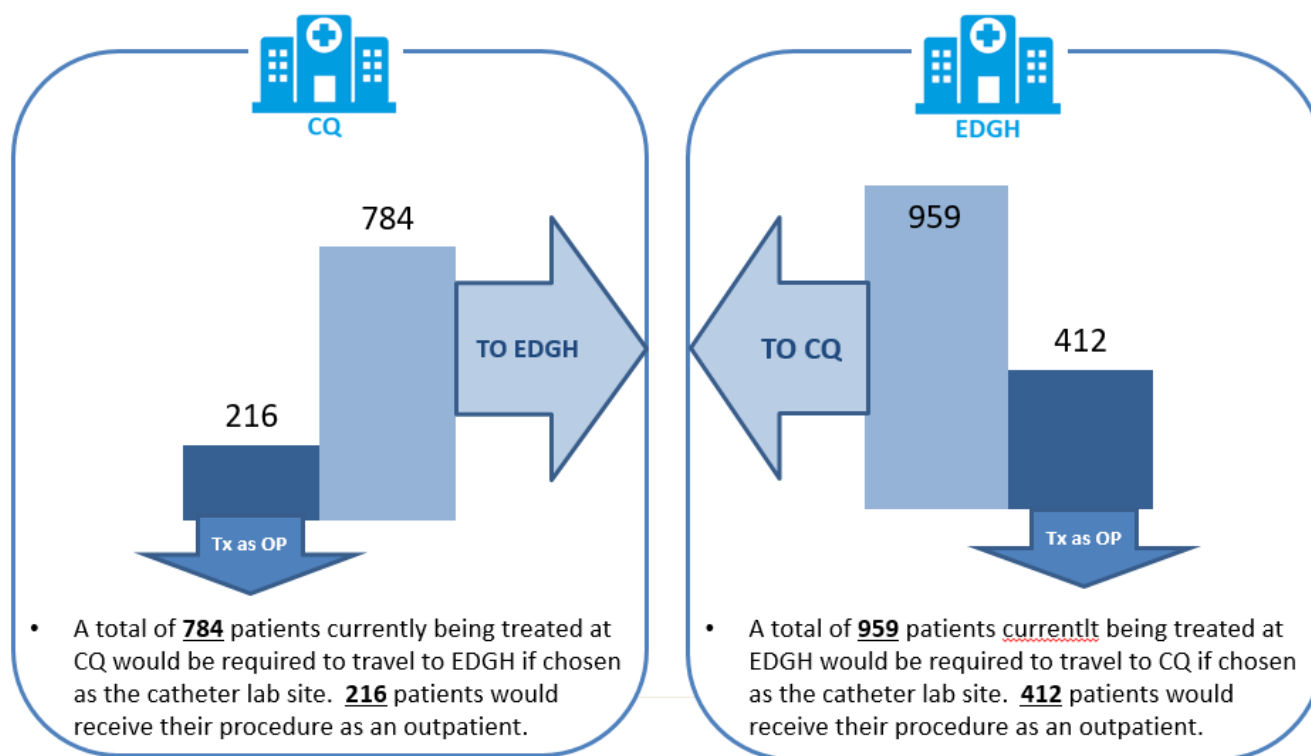 CQ
784
216
TO EDGH
Tx as OP
• A total of 784 patients currently being treated at
CQ would be required to travel to EDGH if chosen
as the catheter lab site. 216 patients would
receive their procedure as an outpatient.
EDGH
959
412
TO CQ
Tx as OP
• A total of 959 patients currentlt being treated at
EDGH would be required to travel to CQ if chosen
as the catheter lab site. 412 patients would
receive their procedure as an outpatient.